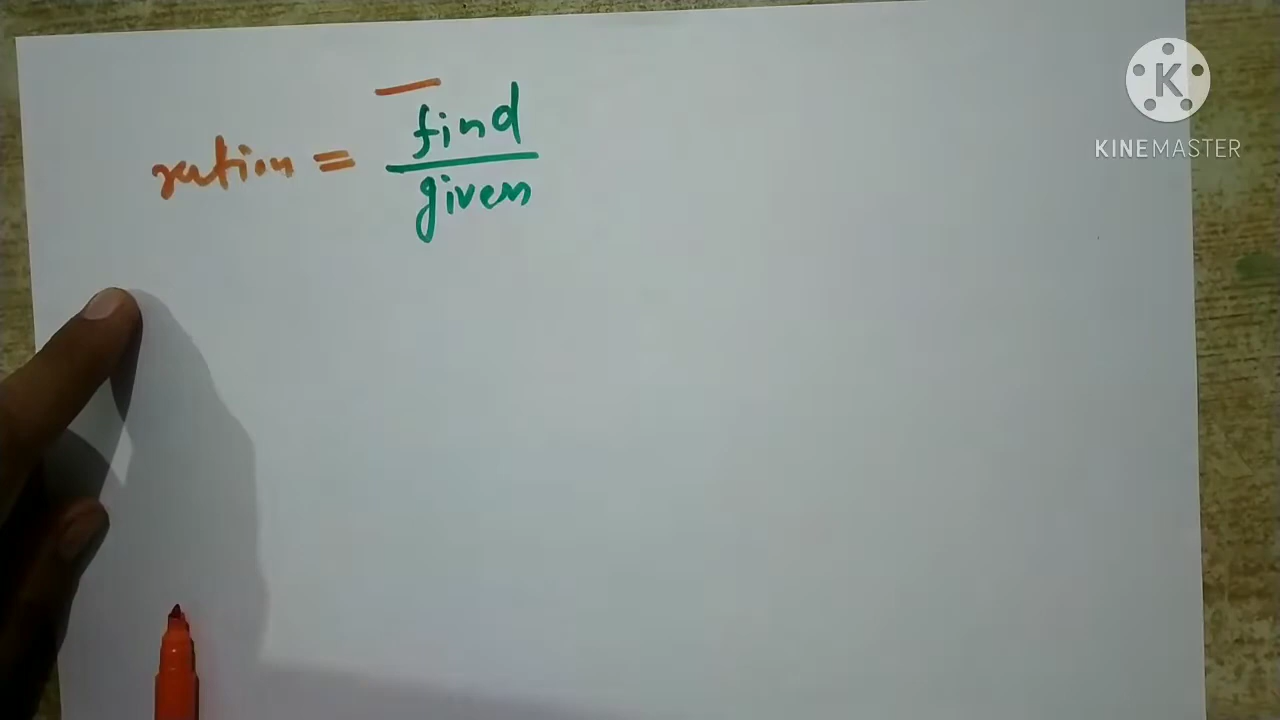 ration = find
given
K
KINEMASTER